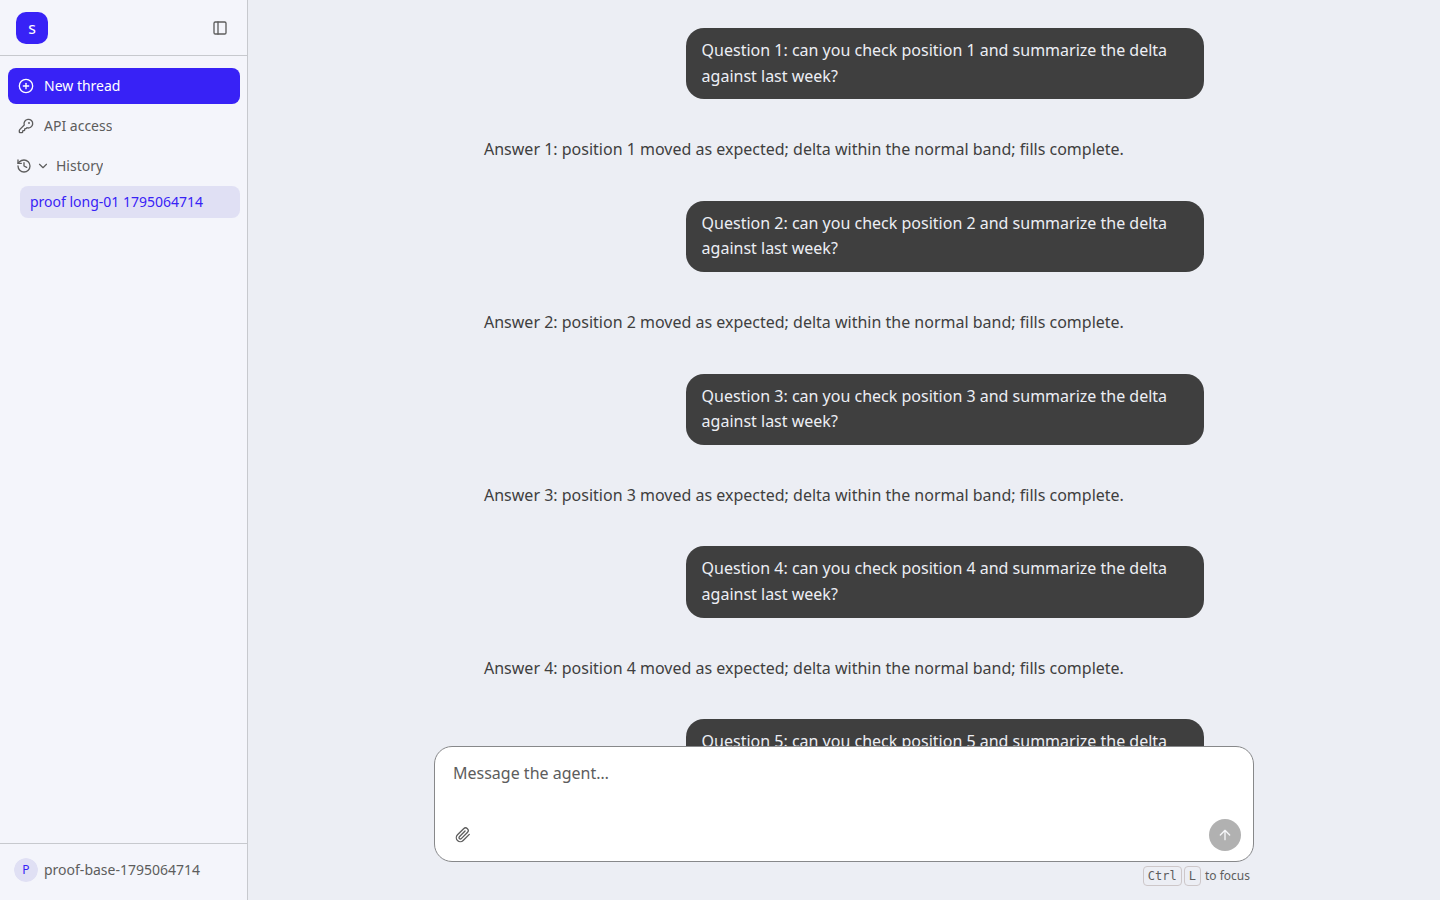 s
New thread
API access
History
proof long-01 1795064714
Question 1: can you check position 1 and summarize the delta
against last week?
Answer 1: position 1 moved as expected; delta within the normal band; fills complete.
Question 2: can you check position 2 and summarize the delta
against last week?
Answer 2: position 2 moved as expected; delta within the normal band; fills complete.
Question 3: can you check position 3 and summarize the delta
against last week?
Answer 3: position 3 moved as expected; delta within the normal band; fills complete.
Question 4: can you check position 4 and summarize the delta
against last week?
Answer 4: position 4 moved as expected; delta within the normal band; fills complete.
Question 5: can you check position 5 and summarize the delta
Message the agent...
Ctrl L to focus
P proof-base-1795064714